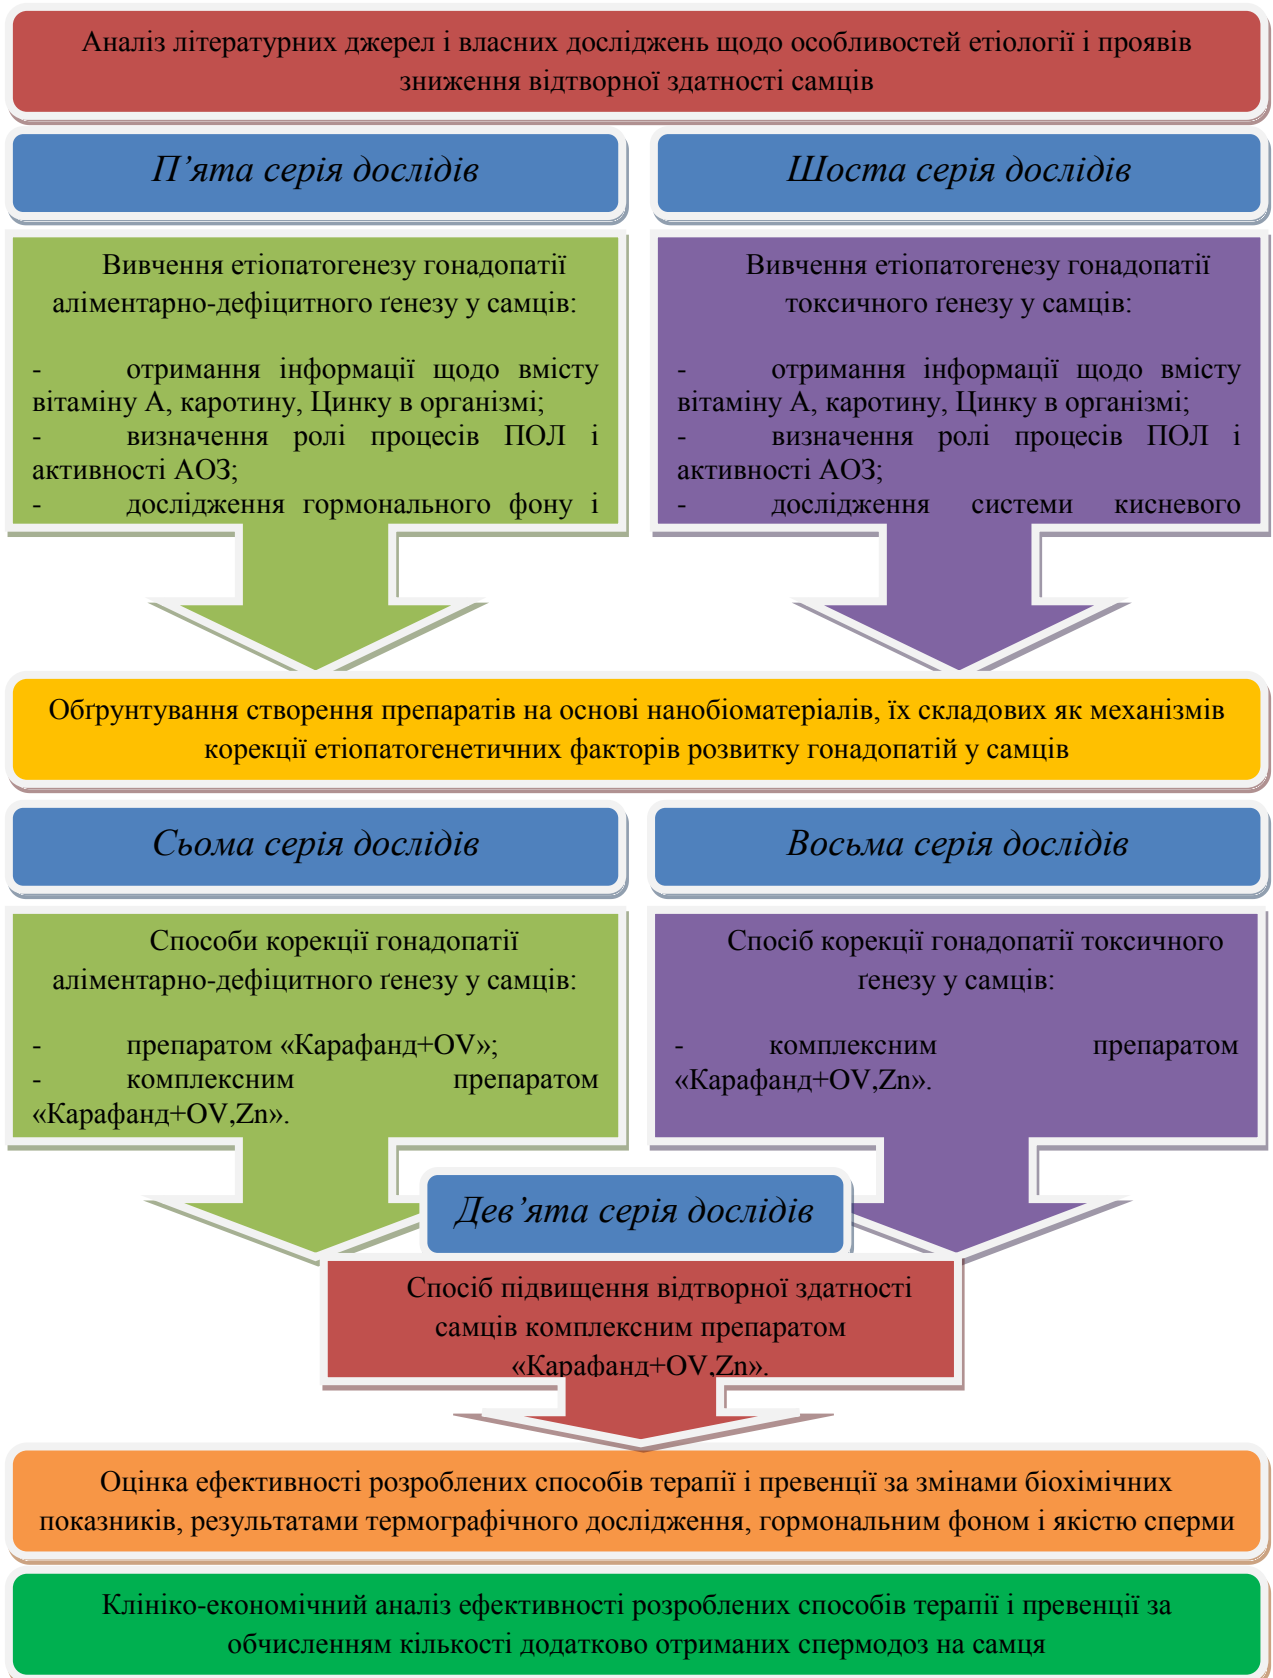 Аналіз літературних джерел і власних досліджень щодо особливостей етіології і проявів
зниження відтворної здатності самців
П’ята серія дослідів
Шоста серія дослідів
Вивчення етіопатогенезу гонадопатії
аліментарно-дефіцитного ґенезу у самців:
- отримання інформації щодо вмісту
вітаміну А, каротину, Цинку в організмі;
- визначення ролі процесів ПОЛ і
активності АОЗ;
- дослідження гормонального фону і
Вивчення етіопатогенезу гонадопатії
токсичного ґенезу у самців:
- отримання інформації щодо вмісту
вітаміну А, каротину, Цинку в організмі;
- визначення ролі процесів ПОЛ і
активності АОЗ;
- дослідження системи кисневого
Обґрунтування створення препаратів на основі нанобіоматеріалів, їх складових як механізмів
корекції етіопатогенетичних факторів розвитку гонадопатій у самців
Сьома серія дослідів
Восьма серія дослідів
Способи корекції гонадопатії
аліментарно-дефіцитного ґенезу у самців:
- препаратом «Карафанд+OV»;
- комплексним препаратом
«Карафанд+OV,Zn».
Спосіб корекції гонадопатії токсичного
ґенезу у самців:
- комплексним препаратом
«Карафанд+OV,Zn».
Дев’ята серія дослідів
Спосіб підвищення відтворної здатності
самців комплексним препаратом
«Карафанд+OV,Zn».
Оцінка ефективності розроблених способів терапії і превенції за змінами біохімічних
показників, результатами термографічного дослідження, гормональним фоном і якістю сперми
Клініко-економічний аналіз ефективності розроблених способів терапії і превенції за
обчисленням кількості додатково отриманих спермодоз на самця